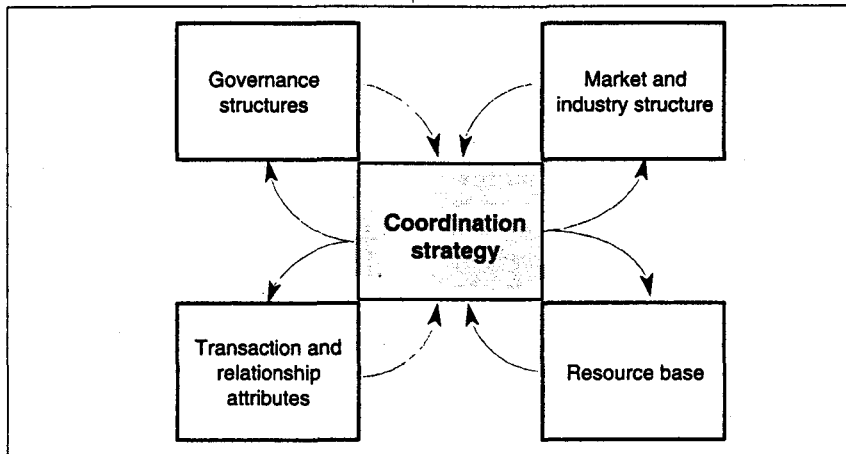 Governance
structures
Market and
industry structure
Coordination
strategy
Transaction and
relationship
attributes
Resource base